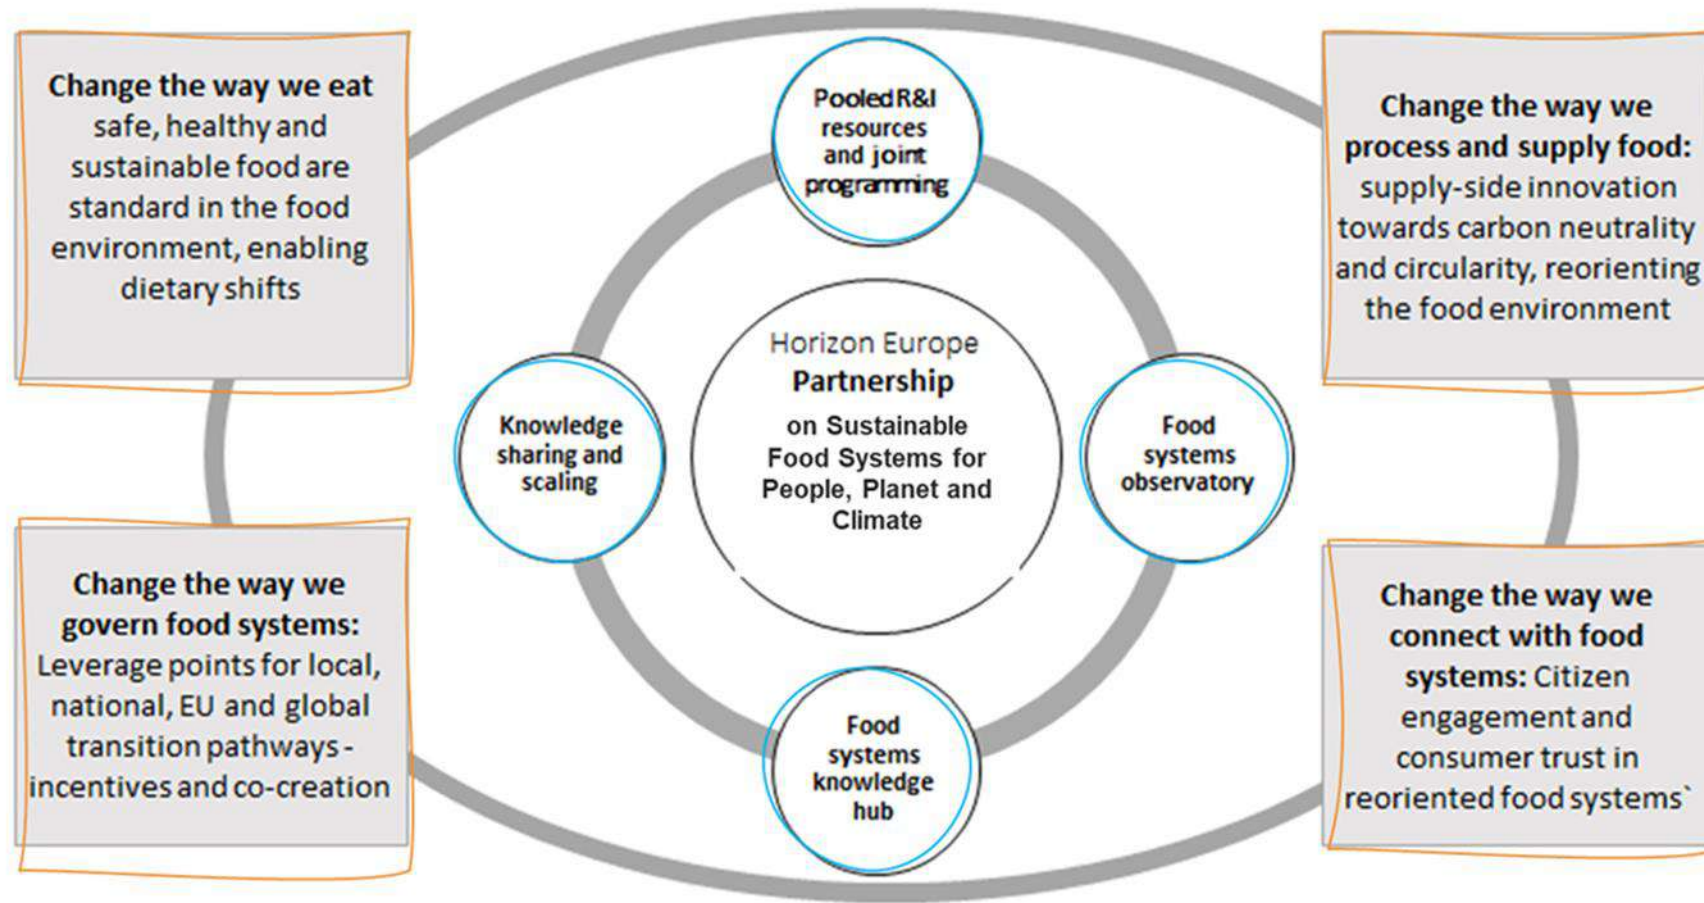 Change the way we eat
safe, healthy and
sustainable food are
standard in the food
environment, enabling
dietary shifts
Pooled R&I
resources
and joint
programming
Change the way we
process and supply food:
supply-side innovation
towards carbon neutrality
and circularity, reorienting
the food environment
Knowledge
sharing and
scaling
Horizon Europe
Partnership
on Sustainable
Food Systems for
People, Planet and
Climate
Food
systems
observatory
Change the way we
govern food systems:
Leverage points for local,
national, EU and global
transition pathways -
incentives and co-creation
Food
systems
knowledge
hub
Change the way we
connect with food
systems: Citizen
engagement and
consumer trust in
reoriented food systems`